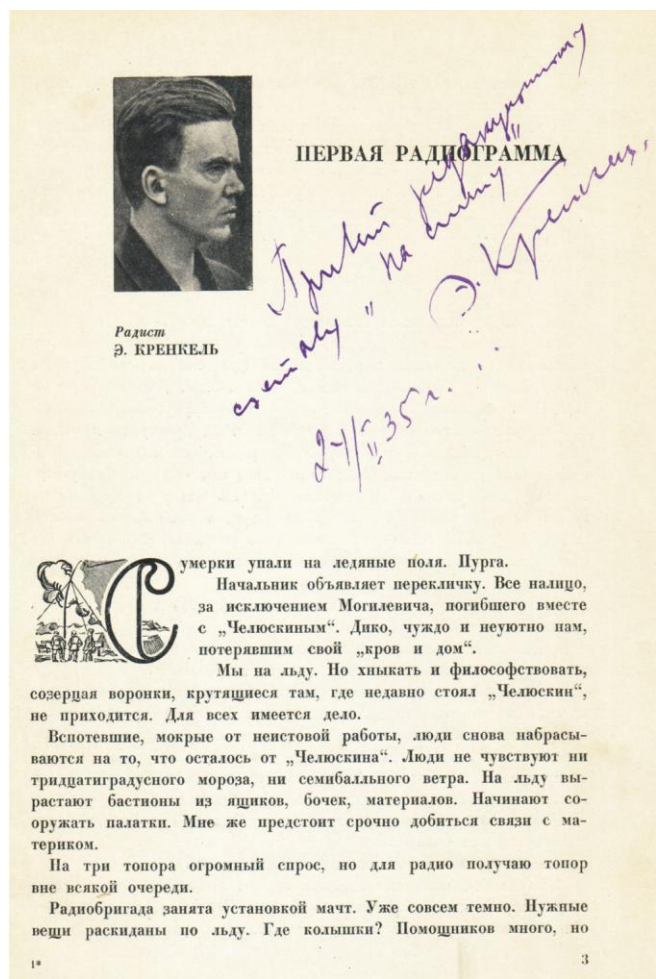 ПЕРВАЯ РАДИОГРАММА
Привет редакционному
составу „На льдину"
Э. Кренкель.
24/II 35 г.
Радист
Э. КРЕНКЕЛЬ
Сумерки упали на ледяные поля. Пурга.
Начальник объявляет перекличку. Все налицо,
за исключением Могилевича, погибшего вместе
с „Челюскиным“. Дико, чуждо и неуютно нам,
потерявшим свой „кров и дом“.
Мы на льду. Но хныкать и философствовать,
созерцая воронки, крутящиеся там, где недавно стоял „Челюскин“,
не приходится. Для всех имеется дело.
Вспотевшие, мокрые от неистовой работы, люди снова набрасы-
ваются на то, что осталось от „Челюскина“. Люди не чувствуют ни
тридцатиградусного мороза, ни семибалльного ветра. На льду вы-
растают бастионы из ящиков, бочек, материалов. Начинают со-
оружать палатки. Мне же предстоит срочно добиться связи с ма-
териком.
На три топора огромный спрос, но для радио получаю топор
вне всякой очереди.
Радиобригада занята установкой мачт. Уже совсем темно. Нужные
вещи раскиданы по льду. Где колышки? Помощников много, но
1*
3